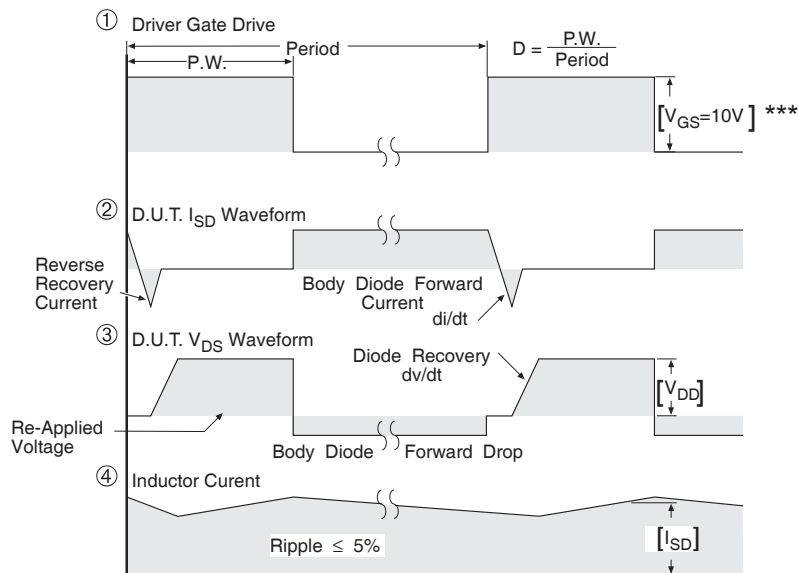 ① Driver Gate Drive
P.W.
Period
D = P.W.
Period
[VGS=10V] ***
② D.U.T. ISD Waveform
Reverse
Recovery
Current
Body Diode Forward
Current
di/dt
③ D.U.T. VDS Waveform
Diode Recovery
dv/dt
[VDD]
Re-Applied
Voltage
Body Diode Forward Drop
④ Inductor Curent
Ripple ≤ 5%
[ISD]